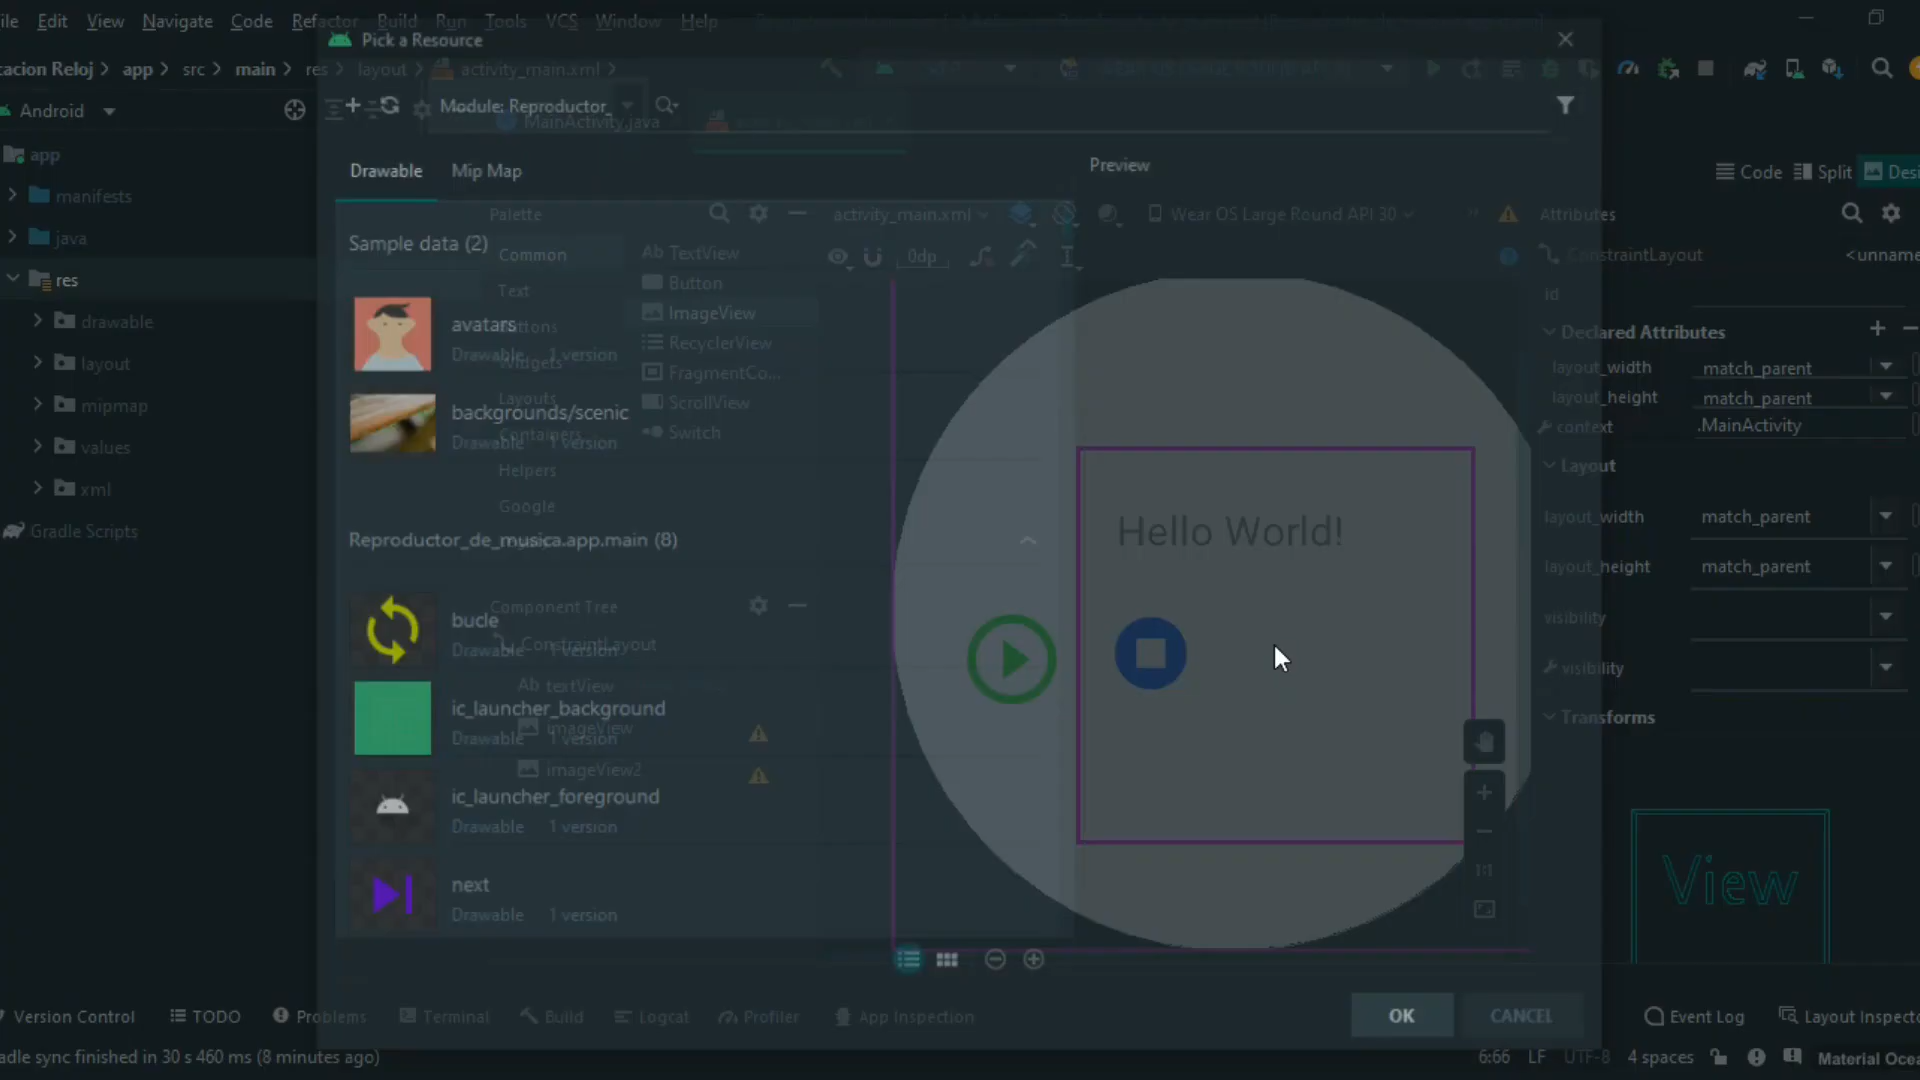 ile Edit View Navigate Code Refactor Build Run Tools VCS Window Help
Pick a Resource
acion Reloj app src main res layout activity_main.xml
Android
Module: Reproductor_
MainActivity.java
app
manifests
java
res
drawable
layout
mipmap
values
xml
Gradle Scripts
Drawable Mip Map
Preview
Code Split Desi
Palette
activity_main.xml
Wear OS Large Round API 30
Attributes
Sample data (2)
Common
Text
Buttons
Widgets
Layouts
Containers
Helpers
Google
Ab TextView
Button
ImageView
RecyclerView
FragmentCo...
ScrollView
Switch
0dp
avatars
Drawable 1 version
backgrounds/scenic
Drawable 1 version
Reproductor_de_musica.app.main (8)
bucle
Drawable 1 version
ic_launcher_background
Drawable 1 version
ic_launcher_foreground
Drawable 1 version
next
Drawable 1 version
Component Tree
ConstraintLayout
Ab textView
imageView
imageView2
Hello World!
1:1
ConstraintLayout <unname
id
Declared Attributes
layout_width match_parent
layout_height match_parent
context .MainActivity
Layout
layout_width match_parent
layout_height match_parent
visibility
visibility
Transforms
View
OK CANCEL
Version Control TODO Problems Terminal Build Logcat Profiler App Inspection
Event Log Layout Inspecto
adle sync finished in 30 s 460 ms (8 minutes ago)
6:66 LF UTF-8 4 spaces Material Ocea